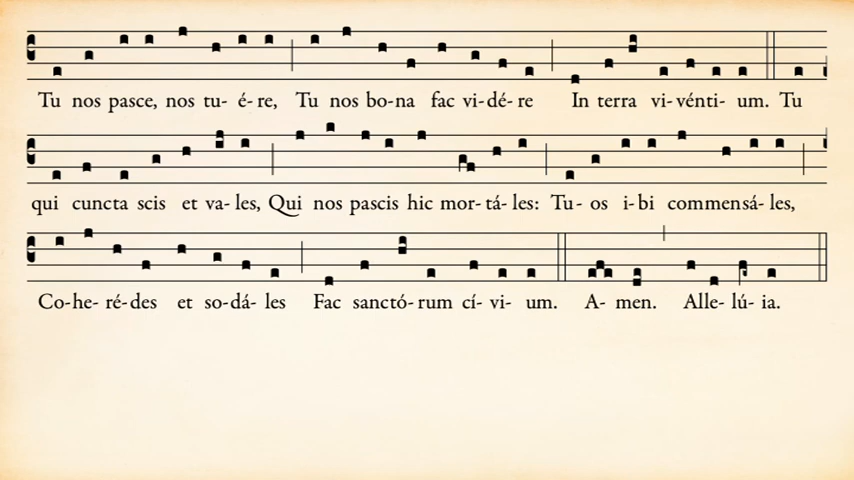 Tu nos pasce, nos tu- é- re, Tu nos bo- na fac vi- dé- re In terra vi- vénti- um. Tu
qui cuncta scis et va- les, Qui nos pascis hic mor- tá- les: Tu- os i- bi commensá- les,
Co- he- ré- des et so- dá- les Fac sanctó- rum cí- vi- um. A- men. Alle- lú- ia.